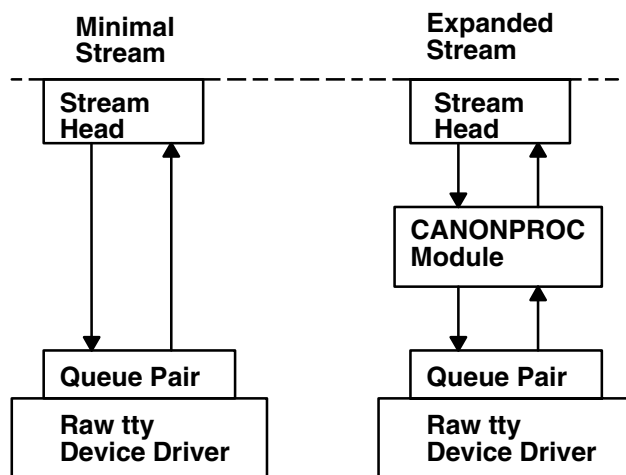 Minimal
Stream
Stream
Head
Queue Pair
Raw tty
Device Driver
Expanded
Stream
Stream
Head
CANONPROC
Module
Queue Pair
Raw tty
Device Driver